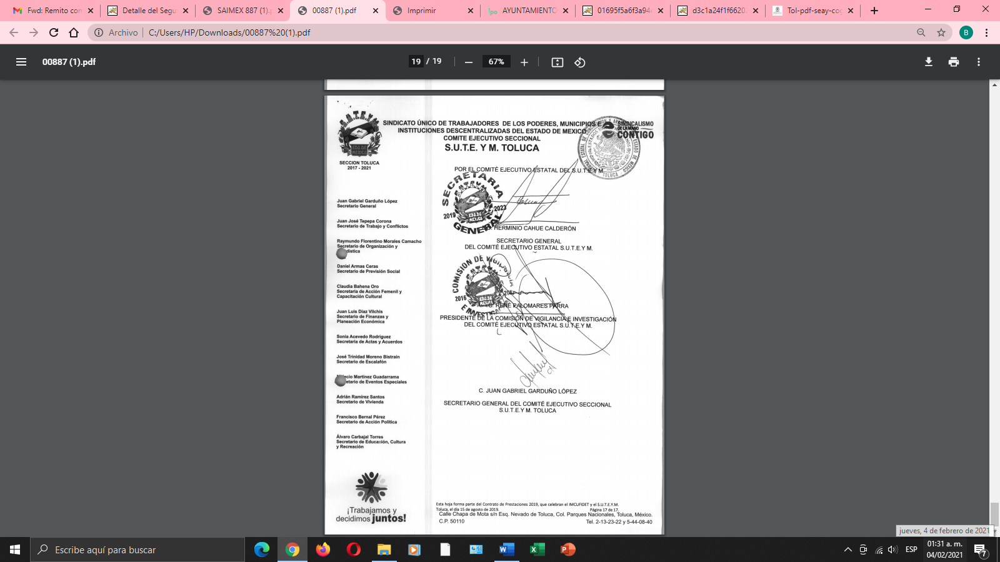 Fwd: Remito con
Detalle del Segu
SAIMEX 887 (1).p
00887 (1).pdf
Imprimir
AYUNTAMIENTO
01695f5a6f3a94
d3c1a24f1f6620
Tol-pdf-seay-cog
Archivo
C:/Users/HP/Downloads/00887%20(1).pdf
B
00887 (1).pdf
19 / 19
67%
S.U.T.E.Y M.
EDO DE MEXICO
SECCION TOLUCA
2017 - 2021
SINDICATO ÚNICO DE TRABAJADORES DE LOS PODERES, MUNICIPIOS E
INSTITUCIONES DESCENTRALIZADAS DEL ESTADO DE MEXICO
COMITE EJECUTIVO SECCIONAL
S.U.T.E. Y M. TOLUCA
SINDICALISMO
DE LA MANO
CONTIGO
TOLUCA
POR EL COMITÉ EJECUTIVO ESTATAL DEL S.U.T.E.Y M.
SECRETARIA
2019
2023
EDO DE MEXICO
GENERAL
HERMINIO CAHUE CALDERÓN
SECRETARIO GENERAL
DEL COMITÉ EJECUTIVO ESTATAL S.U.T.E.Y M.
COMISION DE VIGILANCIA
2016
E INVESTIGA
C. RENÉ PALOMARES PARRA
PRESIDENTE DE LA COMISIÓN DE VIGILANCIA E INVESTIGACIÓN
DEL COMITÉ EJECUTIVO ESTATAL S.U.T.E.Y M.
C. JUAN GABRIEL GARDUÑO LÓPEZ
SECRETARIO GENERAL DEL COMITÉ EJECUTIVO SECCIONAL
S.U.T.E.Y M. TOLUCA
Juan Gabriel Garduño López
Secretario General
Juan José Tepepa Corona
Secretario de Trabajo y Conflictos
Raymundo Florentino Morales Camacho
Secretario de Organización y
dística
Daniel Armas Ceras
Secretario de Previsión Social
Claudia Bahena Oro
Secretaria de Acción Femenil y
Capacitación Cultural
Juan Luis Díaz Vilchis
Secretario de Finanzas y
Planeación Económica
Sonia Acevedo Rodríguez
Secretaria de Actas y Acuerdos
José Trinidad Moreno Bistrain
Secretario de Escalafón
ecio Martínez Guadarrama
etario de Eventos Especiales
Adrián Ramírez Santos
Secretario de Vivienda
Francisco Bernal Pérez
Secretario de Acción Política
Álvaro Carbajal Torres
Secretario de Educasión, Cultura
y Recreación
¡Trabajamos y
decidimos juntos!
Esta hoja forma parte del Contrato de Prestaciones 2019, que celebran el IMCUFIDET y el S.U.T.E.Y.M.
Toluca, el día 15 de agosto de 2019. Página 17 de 17.
Calle Chapa de Mota s/n Esq. Nevado de Toluca, Col. Parques Nacionales, Toluca, México.
C.P. 50110 Tel. 2-13-23-22 y 5-44-08-40
jueves, 4 de febrero de 2021
Escribe aquí para buscar
ESP
01:31 a. m.
04/02/2021
7